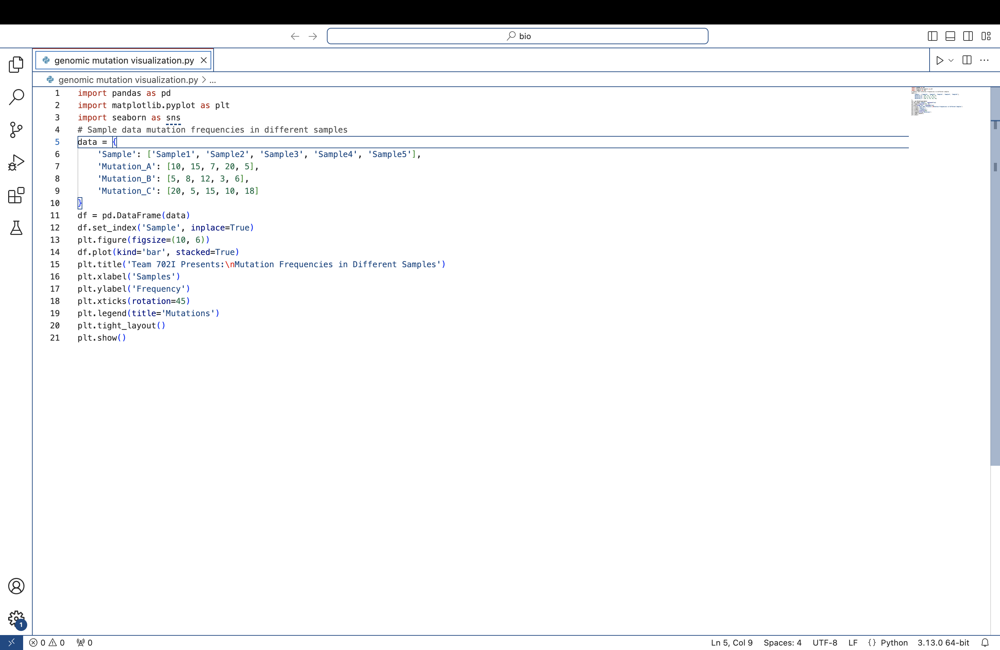 bio
genomic mutation visualization.py
genomic mutation visualization.py > ...
1 import pandas as pd
2 import matplotlib.pyplot as plt
3 import seaborn as sns
4 # Sample data mutation frequencies in different samples
5 data = {
6     'Sample': ['Sample1', 'Sample2', 'Sample3', 'Sample4', 'Sample5'],
7     'Mutation_A': [10, 15, 7, 20, 5],
8     'Mutation_B': [5, 8, 12, 3, 6],
9     'Mutation_C': [20, 5, 15, 10, 18]
10 }
11 df = pd.DataFrame(data)
12 df.set_index('Sample', inplace=True)
13 plt.figure(figsize=(10, 6))
14 df.plot(kind='bar', stacked=True)
15 plt.title('Team 702I Presents:\nMutation Frequencies in Different Samples')
16 plt.xlabel('Samples')
17 plt.ylabel('Frequency')
18 plt.xticks(rotation=45)
19 plt.legend(title='Mutations')
20 plt.tight_layout()
21 plt.show()
1
0 0 0 Ln 5, Col 9 Spaces: 4 UTF-8 LF {} Python 3.13.0 64-bit